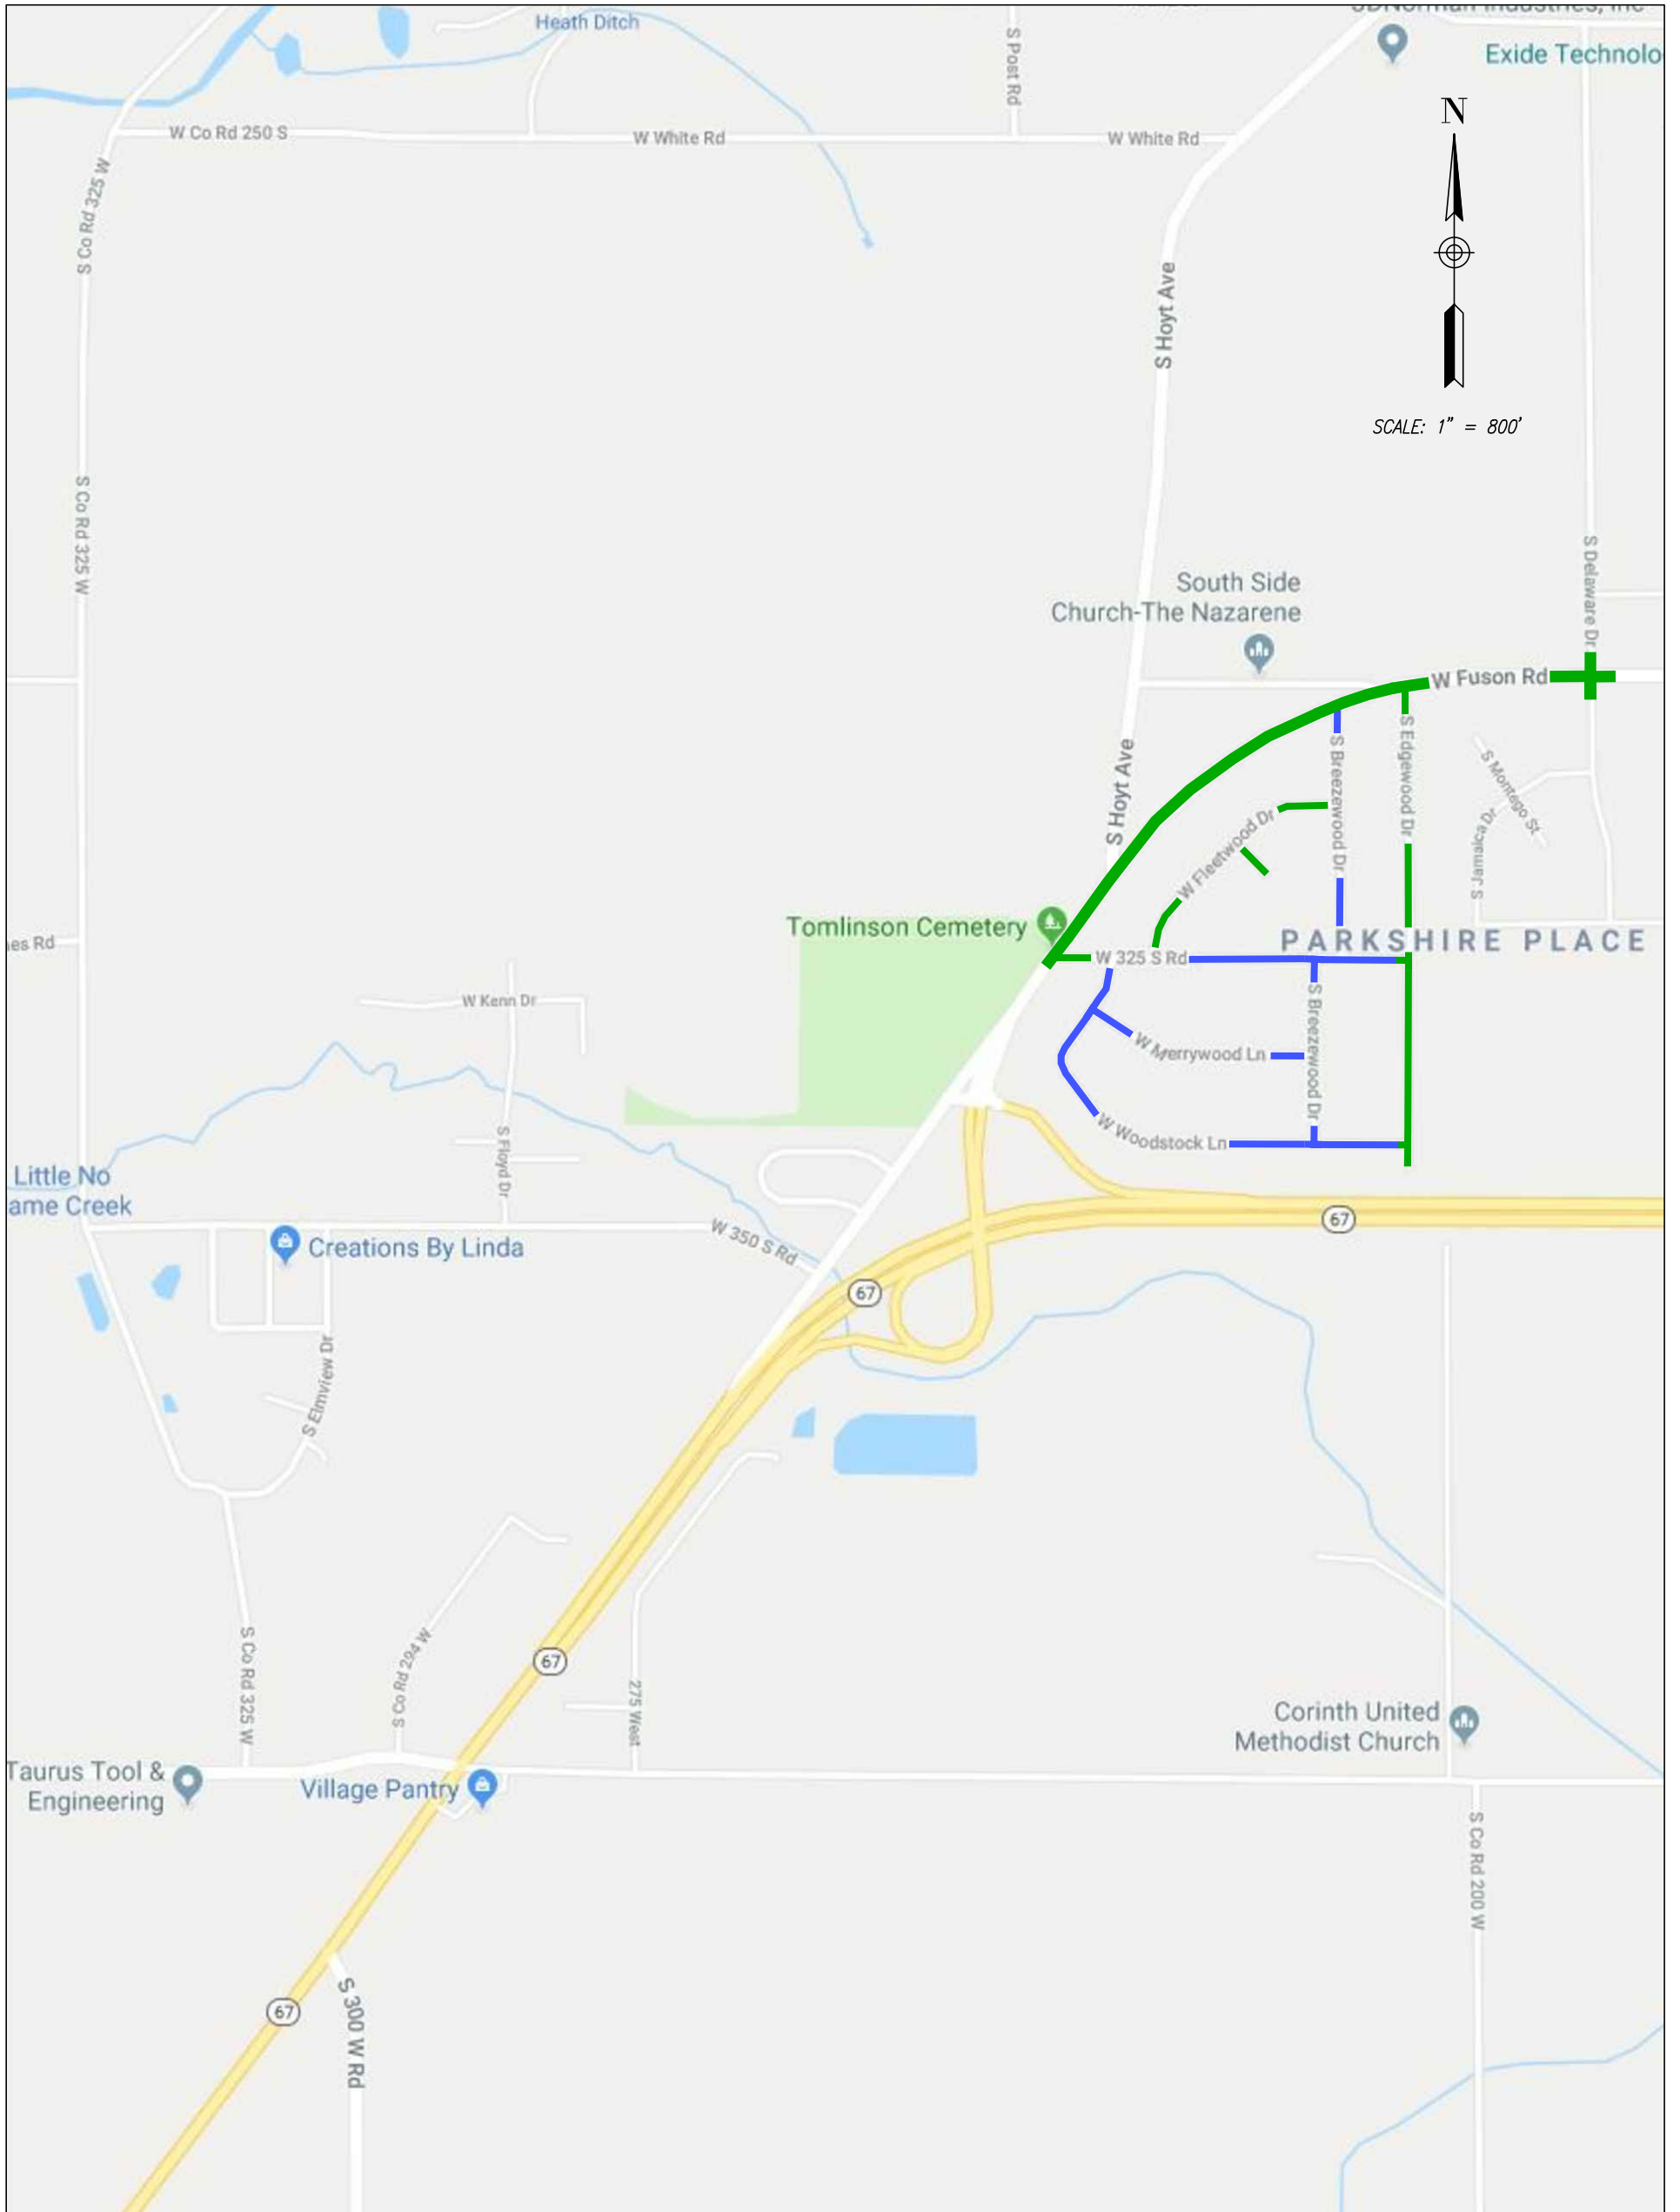 Heath Ditch
S Post Rd
Exide Technolo
N
W Co Rd 250 S
W White Rd
W White Rd
S Co Rd 325 W
S Hoyt Ave
SCALE: 1" = 800'
S Co Rd 325 W
S Delaware Dr
South Side
Church-The Nazarene
W Fuson Rd
S Edgewood Dr
S Breezewood Dr
S Montego St
S Hoyt Ave
W Fleetwood Dr
S Jamaica Dr
Tomlinson Cemetery
es Rd
PARKSHIRE PLACE
W 325 S Rd
W Kenn Dr
S Breezewood Dr
W Merrywood Ln
W Woodstock Ln
S Floyd Dr
Little No
ame Creek
67
W 350 S Rd
Creations By Linda
67
S Elmview Dr
S Co Rd 325 W
S Co Rd 294 W
67
275 West
Corinth United
Methodist Church
Taurus Tool &
Engineering
Village Pantry
S Co Rd 200 W
67
S 300 W Rd